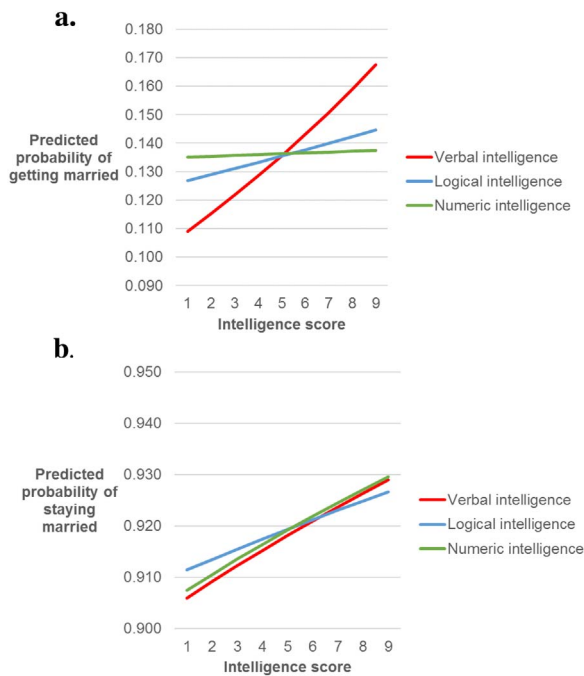 a.
0.180
0.170
0.160
0.150
0.140
0.130
0.120
0.110
0.100
0.090
Predicted
probability of
getting married
Verbal intelligence
Logical intelligence
Numeric intelligence
1 2 3 4 5 6 7 8 9
Intelligence score
b.
0.950
0.940
0.930
0.920
0.910
0.900
Predicted
probability of
staying
married
Verbal intelligence
Logical intelligence
Numeric intelligence
1 2 3 4 5 6 7 8 9
Intelligence score